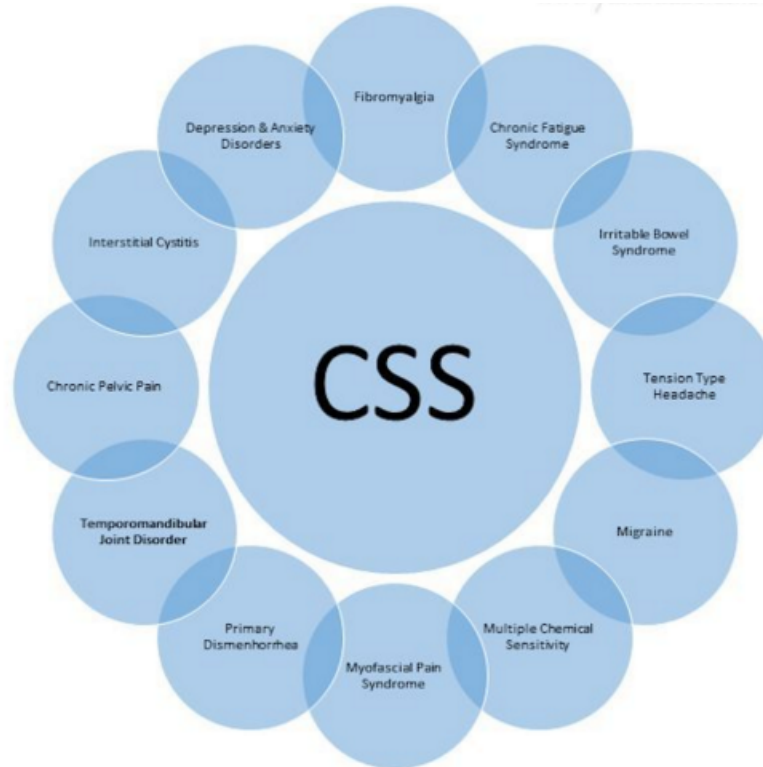 Fibromyalgia
Chronic Fatigue
Syndrome
Irritable Bowel
Syndrome
Tension Type
Headache
Migraine
Multiple Chemical
Sensitivity
Myofascial Pain
Syndrome
Primary
Dismenhorrhea
Temporomandibular
Joint Disorder
Chronic Pelvic Pain
Interstitial Cystitis
Depression & Anxiety
Disorders
CSS